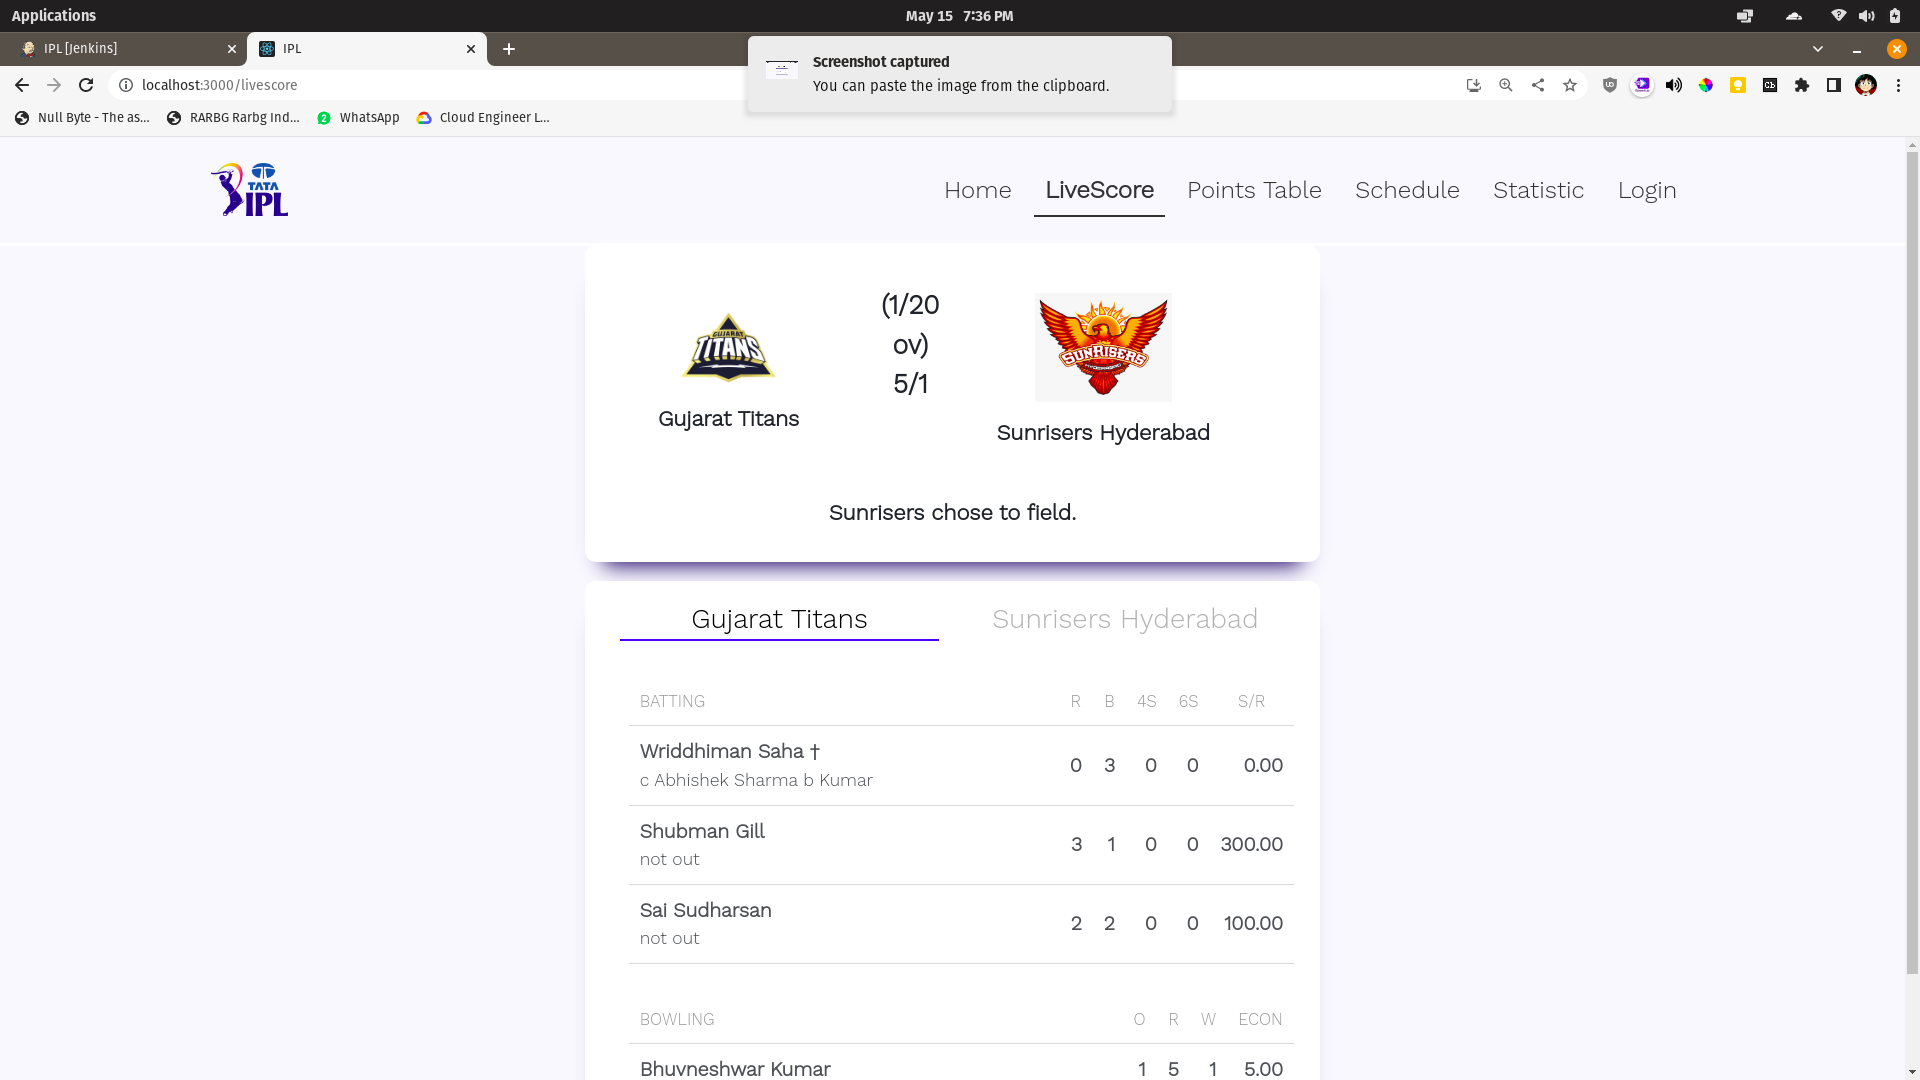 Applications
May 15 7:36 PM
IPL [Jenkins]
IPL
Screenshot captured
You can paste the image from the clipboard.
localhost:3000/livescore
Null Byte - The as...
RARBG Rarbg Ind...
2
WhatsApp
Cloud Engineer L...
TATA
IPL
Home
LiveScore
Points Table
Schedule
Statistic
Login
GUJARAT
TITANS
Gujarat Titans
(1/20
ov)
5/1
SUNRISERS
Sunrisers Hyderabad
Sunrisers chose to field.
Gujarat Titans
Sunrisers Hyderabad
BATTING R B 4S 6S S/R
Wriddhiman Saha † 0 3 0 0 0.00
c Abhishek Sharma b Kumar
Shubman Gill 3 1 0 0 300.00
not out
Sai Sudharsan 2 2 0 0 100.00
not out
BOWLING O R W ECON
Bhuvneshwar Kumar 1 5 1 5.00